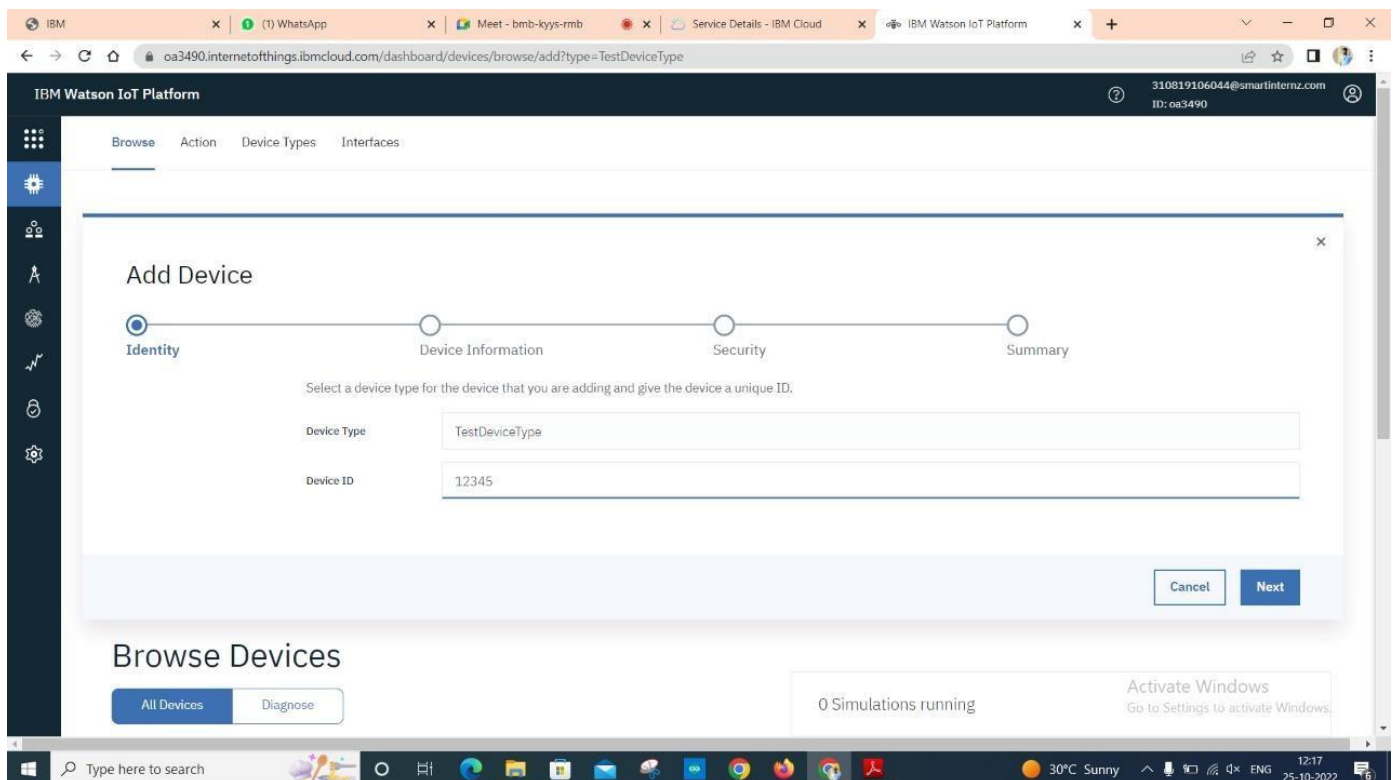 IBM
(1) WhatsApp
Meet - bmb-kyys-rmb
Service Details - IBM Cloud
IBM Watson IoT Platform
oa3490.internetofthings.ibmcloud.com/dashboard/devices/browse/add?type=TestDeviceType
IBM Watson IoT Platform
310819106044@smartinternz.com
ID: oa3490
Browse Action Device Types Interfaces
Add Device
Identity Device Information Security Summary
Select a device type for the device that you are adding and give the device a unique ID.
Device Type TestDeviceType
Device ID 12345
Cancel Next
Browse Devices
All Devices Diagnose
0 Simulations running
Activate Windows
Go to Settings to activate Windows.
Type here to search
30°C Sunny
ENG
12:17
25-10-2022
6